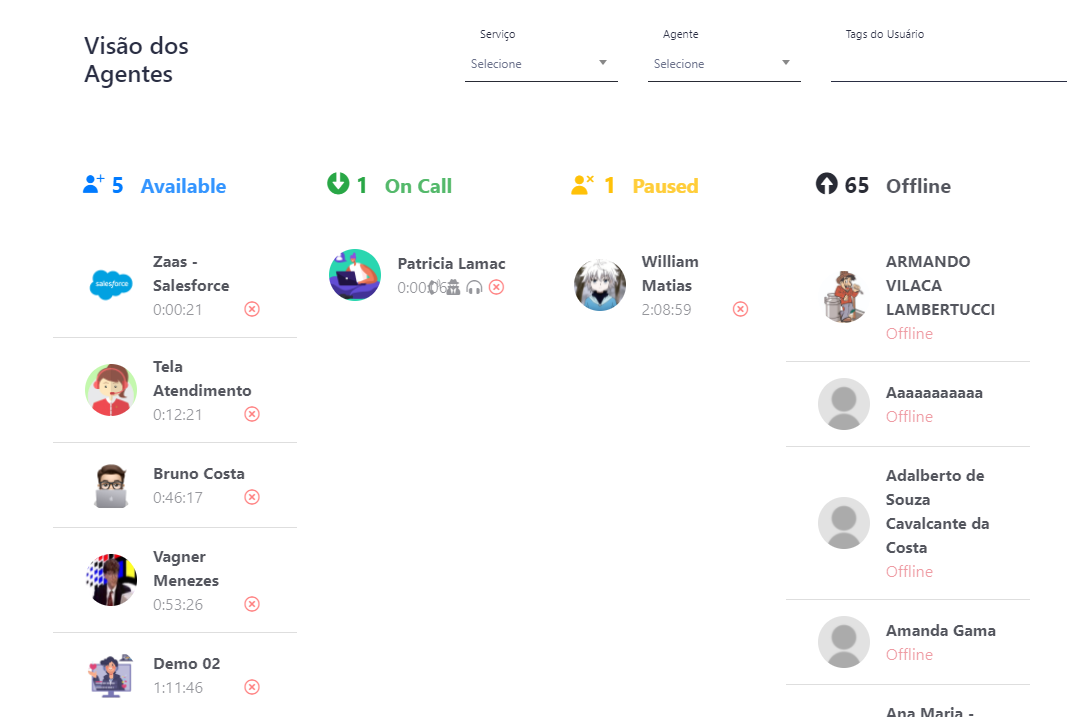 Visão dos
Agentes
Serviço
Selecione
Agente
Selecione
Tags do Usuário
5 Available
Zaas -
Salesforce
0:00:21
salesforce
Tela
Atendimento
0:12:21
Bruno Costa
0:46:17
Vagner
Menezes
0:53:26
Demo 02
1:11:46
1 On Call
Patricia Lamac
0:00:06
1 Paused
William
Matias
2:08:59
65 Offline
ARMANDO
VILACA
LAMBERTUCCI
Offline
Aaaaaaaaaaa
Offline
Adalberto de
Souza
Cavalcante da
Costa
Offline
Amanda Gama
Offline
Ana Maria -